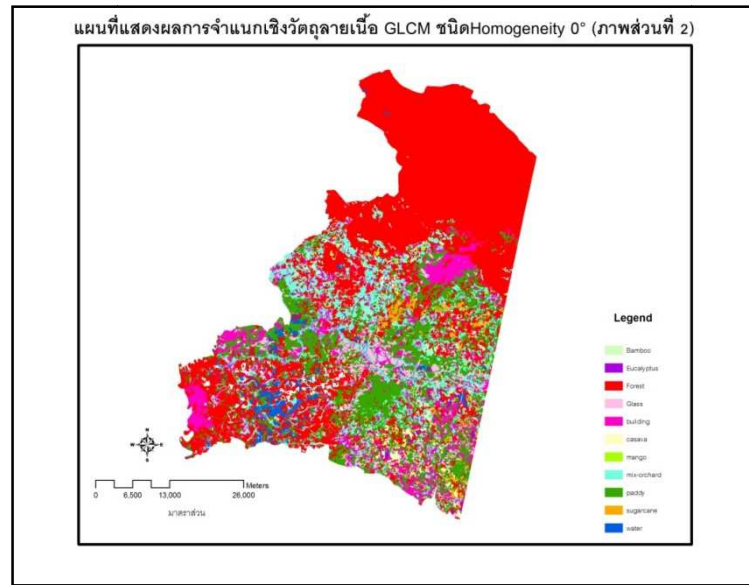 แผนที่แสดงผลการจำแนกเชิงวัตถุลายเนื้อ GLCM ชนิดHomogeneity 0° (ภาพส่วนที่ 2)
Legend
Bamboo
Eucalyptus
Forest
Glass
building
casava
mango
mix-orchard
paddy
sugarcane
water
N
W E
S
Meters
0 6,500 13,000 26,000
มาตราส่วน